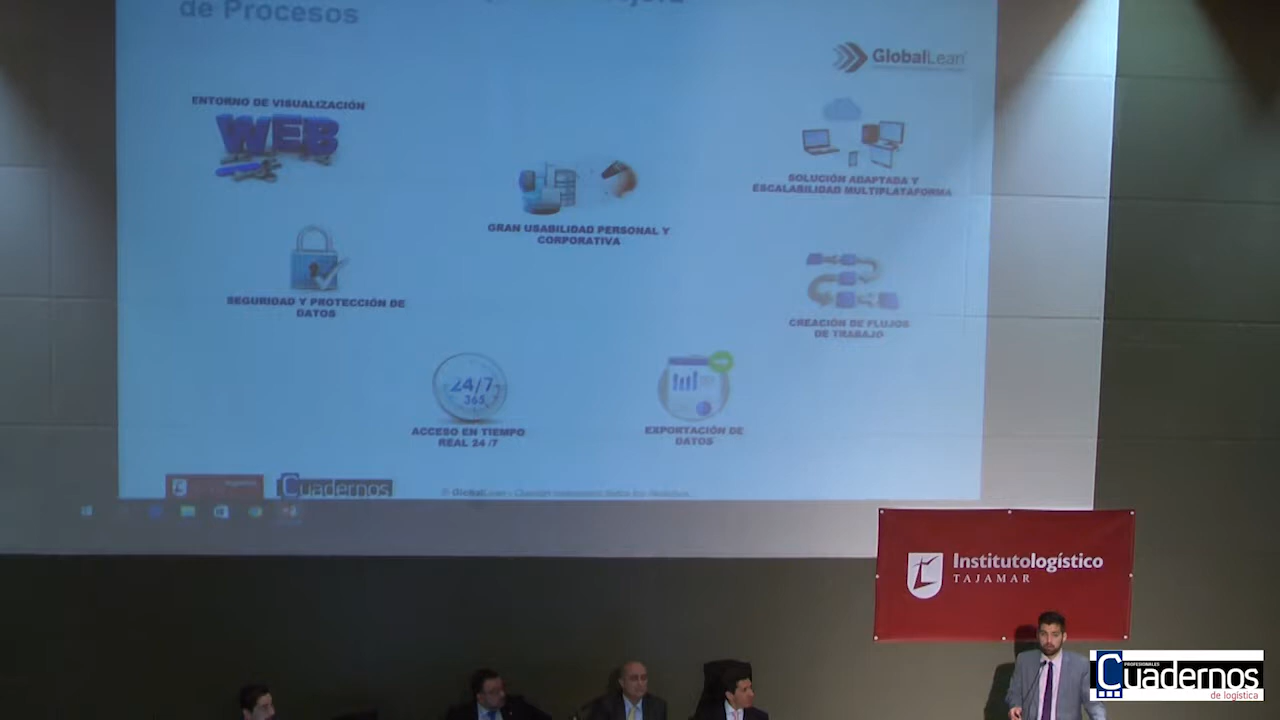 de Procesos
GlobalLean
ENTORNO DE VISUALIZACIÓN
WEB
SOLUCIÓN ADAPTADA Y
ESCALABILIDAD MULTIPLATAFORMA
GRAN USABILIDAD PERSONAL Y
CORPORATIVA
SEGURIDAD Y PROTECCIÓN DE
DATOS
CREACIÓN DE FLUJOS
DE TRABAJO
24/7
365
ACCESO EN TIEMPO
REAL 24/7
EXPORTACIÓN DE
DATOS
Cuadernos
© GlobalLean
Institutologístico
TAJAMAR
PROFESIONALES
Cuadernos
de logística